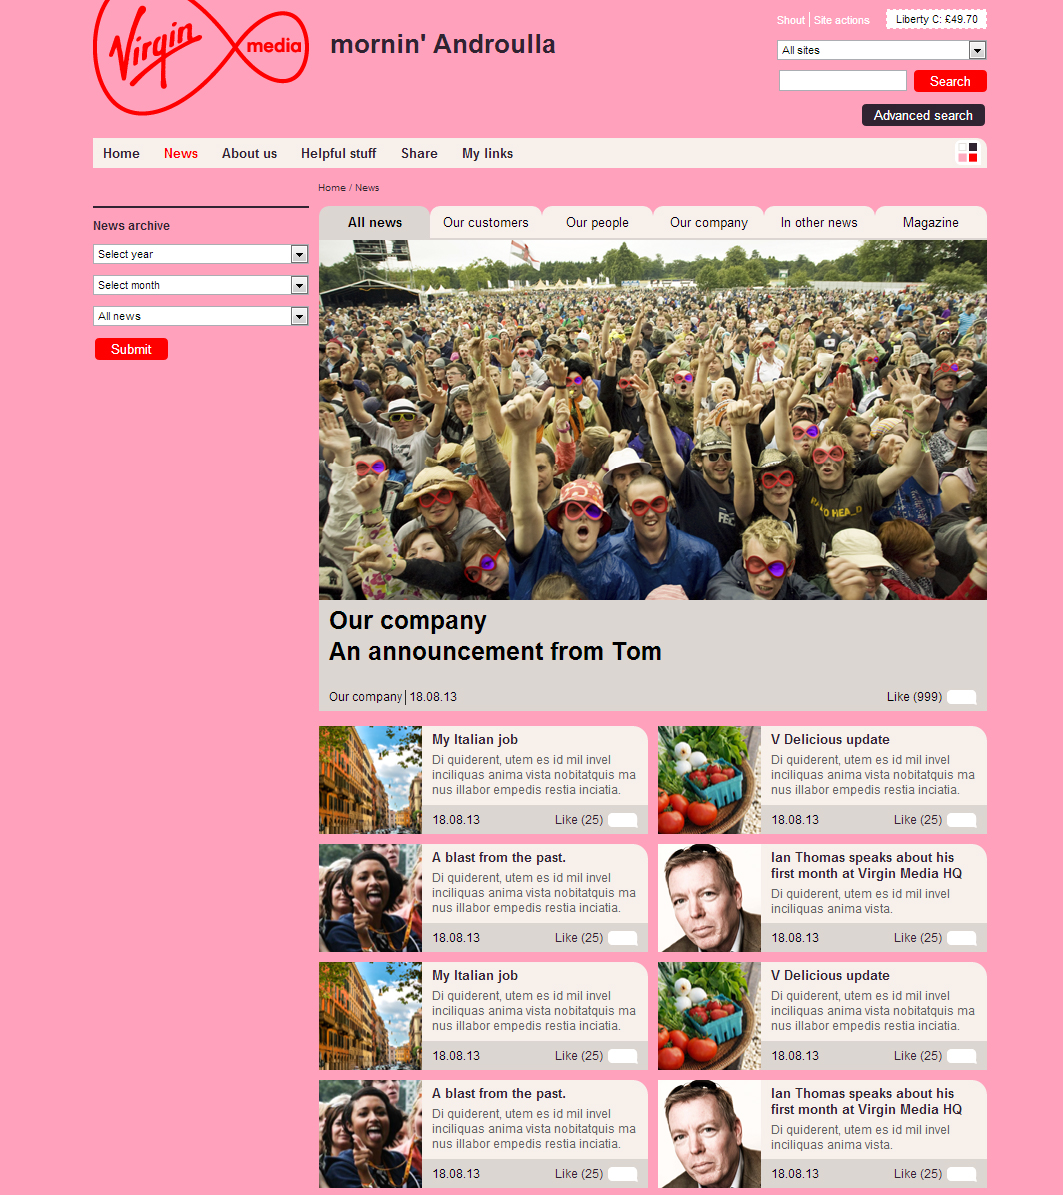 Virgin media
mornin' Androulla
Shout | Site actions
Liberty C: £49.70
All sites
Search
Advanced search
Home News About us Helpful stuff Share My links
Home / News
News archive
Select year
Select month
All news
Submit
All news Our customers Our people Our company In other news Magazine
Our company
An announcement from Tom
Our company | 18.08.13
Like (999)
My Italian job
Di quiderent, utem es id mil invel
inciliquas anima vista nobitatquis ma
nus illabor empedis restia inciatia.
18.08.13 Like (25)
V Delicious update
Di quiderent, utem es id mil invel
inciliquas anima vista nobitatquis ma
nus illabor empedis restia inciatia.
18.08.13 Like (25)
A blast from the past.
Di quiderent, utem es id mil invel
inciliquas anima vista nobitatquis ma
nus illabor empedis restia inciatia.
18.08.13 Like (25)
Ian Thomas speaks about his
first month at Virgin Media HQ
Di quiderent, utem es id mil invel
inciliquas anima vista.
18.08.13 Like (25)
My Italian job
Di quiderent, utem es id mil invel
inciliquas anima vista nobitatquis ma
nus illabor empedis restia inciatia.
18.08.13 Like (25)
V Delicious update
Di quiderent, utem es id mil invel
inciliquas anima vista nobitatquis ma
nus illabor empedis restia inciatia.
18.08.13 Like (25)
A blast from the past.
Di quiderent, utem es id mil invel
inciliquas anima vista nobitatquis ma
nus illabor empedis restia inciatia.
18.08.13 Like (25)
Ian Thomas speaks about his
first month at Virgin Media HQ
Di quiderent, utem es id mil invel
inciliquas anima vista.
18.08.13 Like (25)